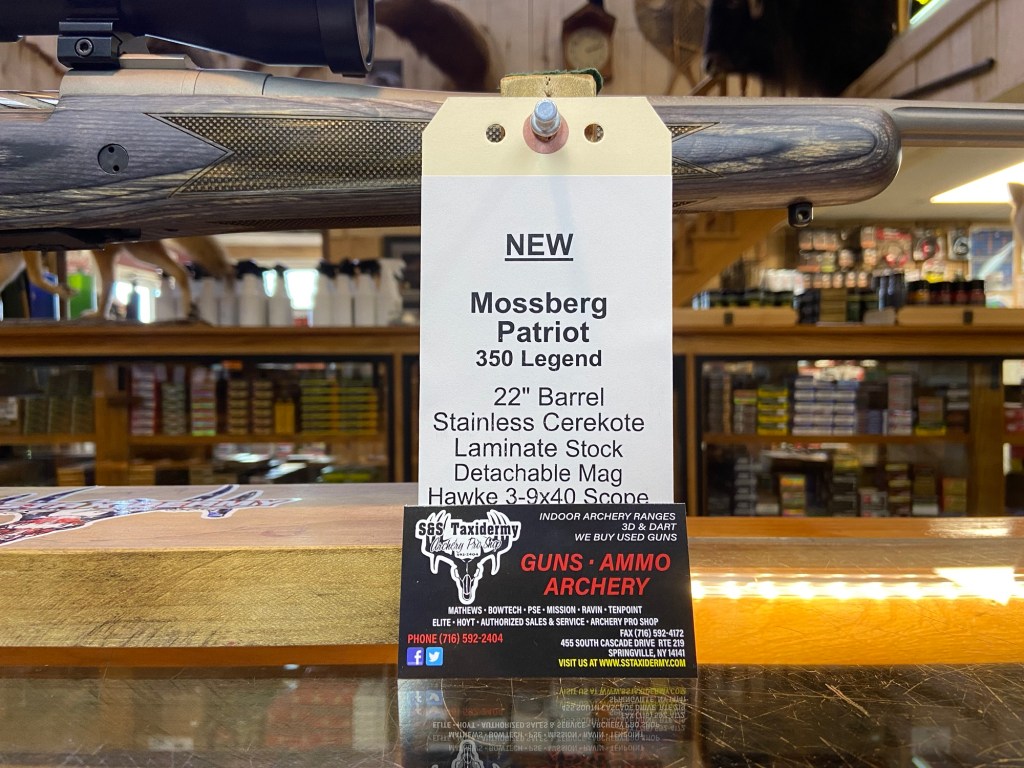 NEW
Mossberg
Patriot
350 Legend
22" Barrel
Stainless Cerekote
Laminate Stock
Detachable Mag
Hawke 3-9x40 Scope
S&S Taxidermy
Archery Pro Shop
INDOOR ARCHERY RANGES
3D & DART
WE BUY USED GUNS
GUNS · AMMO
ARCHERY
MATHEWS · BOWTECH · PSE · MISSION · RAVIN · TENPOINT
ELITE · HOYT · AUTHORIZED SALES & SERVICE · ARCHERY PRO SHOP
PHONE (716) 592-2404
FAX (716) 592-4172
455 SOUTH CASCADE DRIVE RTE 219
SPRINGVILLE, NY 14141
VISIT US AT WWW.SSTAXIDERMY.COM